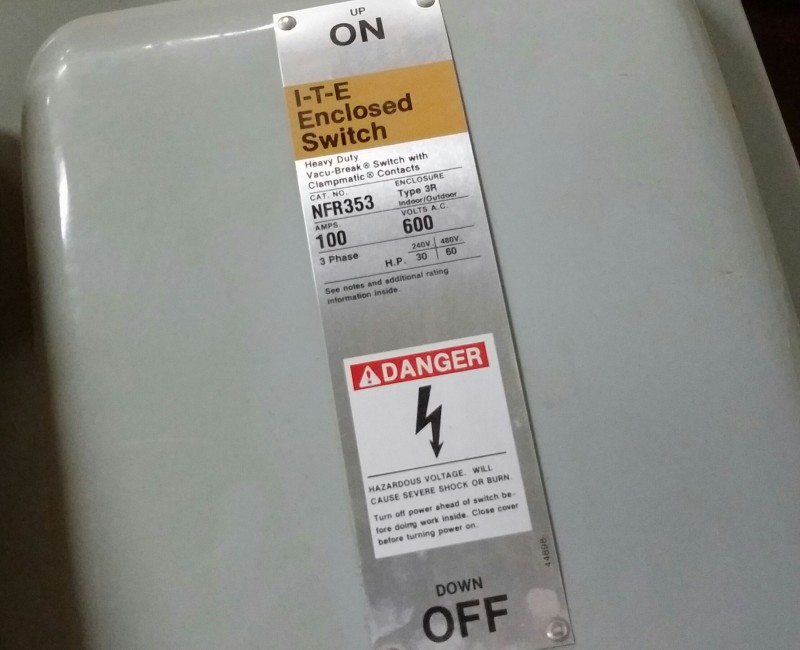 UP
ON
I-T-E
Enclosed
Switch
Heavy Duty
Vacu-Break® Switch with
Clampmatic® Contacts
CAT. NO.
NFR353
ENCLOSURE
Type 3R
Indoor/Outdoor
AMPS.
100
VOLTS A.C.
600
3 Phase
H.P.
240V 480V
30 60
See notes and additional rating
information inside.
DANGER
HAZARDOUS VOLTAGE. WILL
CAUSE SEVERE SHOCK OR BURN.
Turn off power ahead of switch be-
fore doing work inside. Close cover
before turning power on.
44898
DOWN
OFF